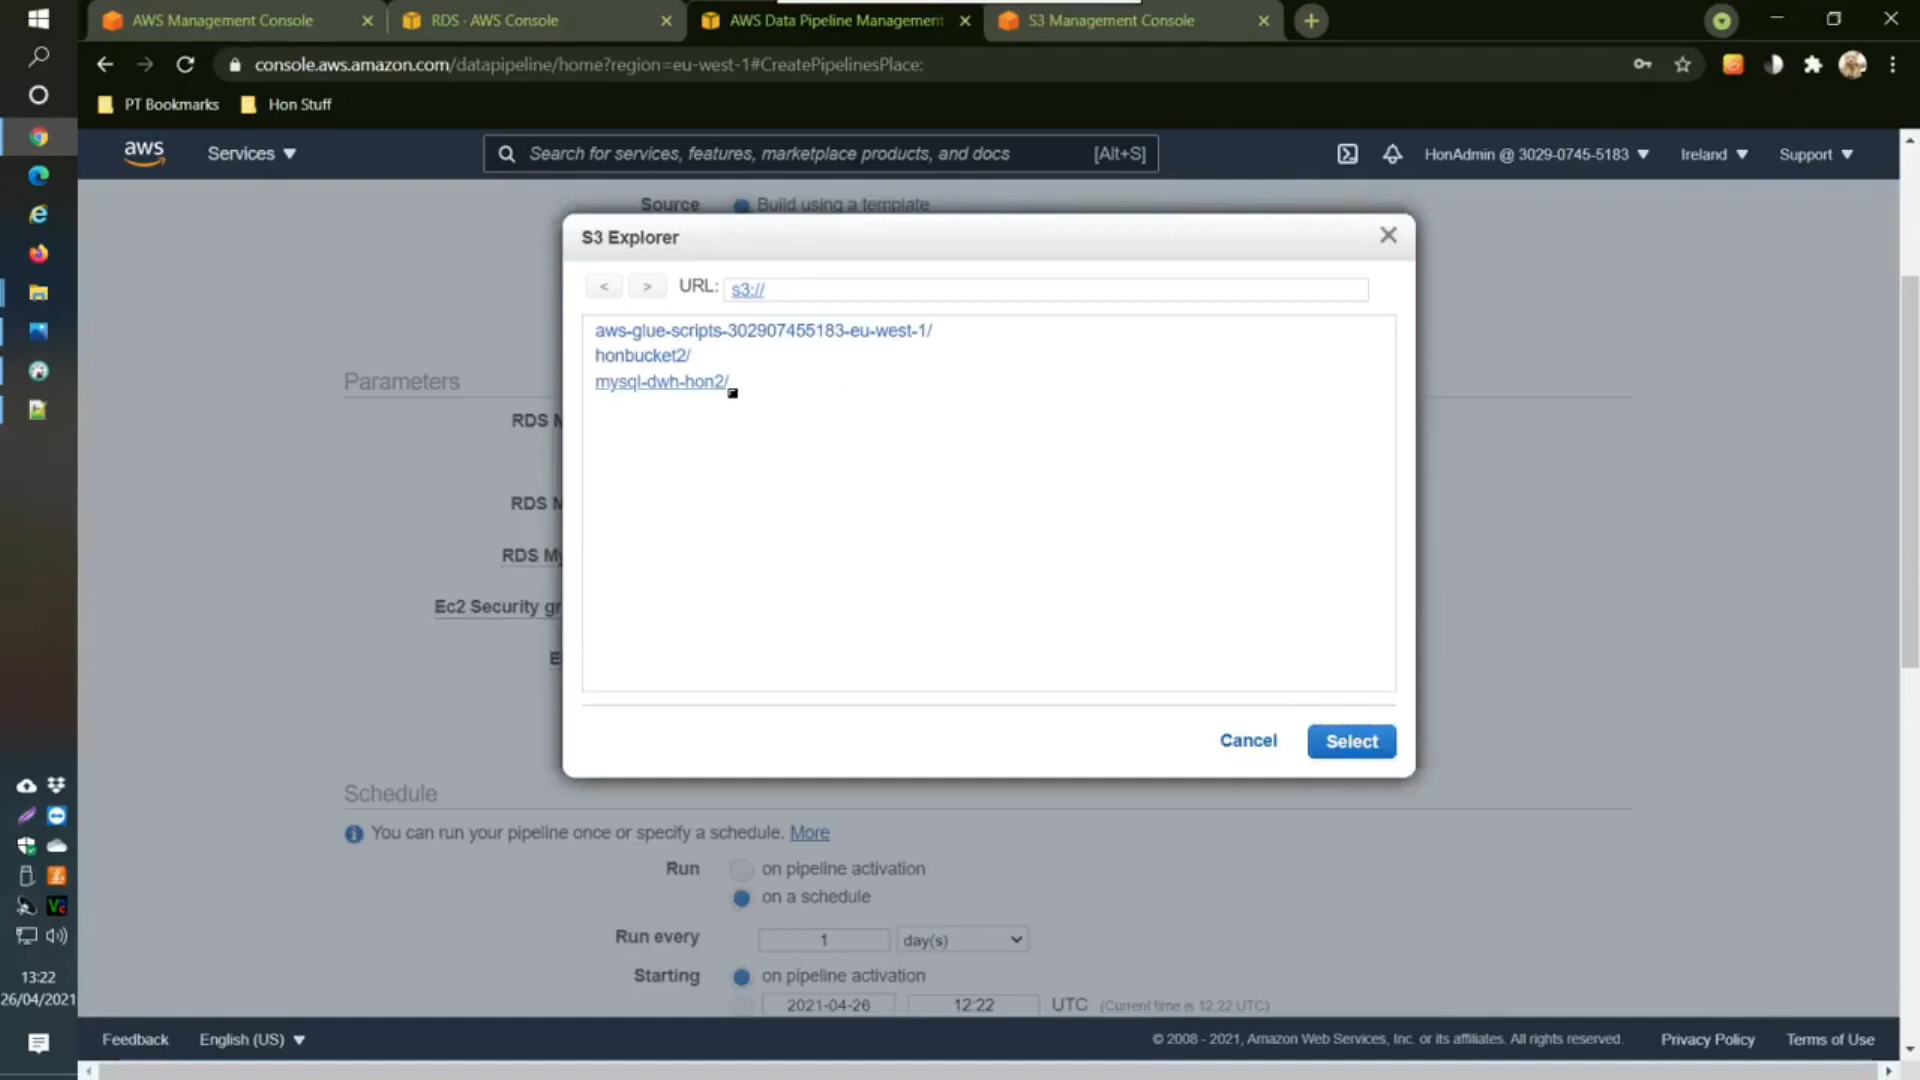 AWS Management Console
RDS - AWS Console
AWS Data Pipeline Management
S3 Management Console
console.aws.amazon.com/datapipeline/home?region=eu-west-1#CreatePipelinesPlace:
PT Bookmarks
Hon Stuff
aws
Services
Search for services, features, marketplace products, and docs
[Alt+S]
HonAdmin @ 3029-0745-5183
Ireland
Support
Source
Build using a template
S3 Explorer
<
>
URL:
s3://
aws-glue-scripts-302907455183-eu-west-1/
honbucket2/
mysql-dwh-hon2/
Parameters
RDS M
RDS M
RDS My
Ec2 Security gr
E
Cancel
Select
Schedule
You can run your pipeline once or specify a schedule. More
Run
on pipeline activation
on a schedule
Run every
1
day(s)
Starting
on pipeline activation
2021-04-26
12:22
UTC
(Current time is 12:22 UTC)
13:22
26/04/2021
Feedback
English (US)
© 2008 - 2021, Amazon Web Services, Inc. or its affiliates. All rights reserved.
Privacy Policy
Terms of Use